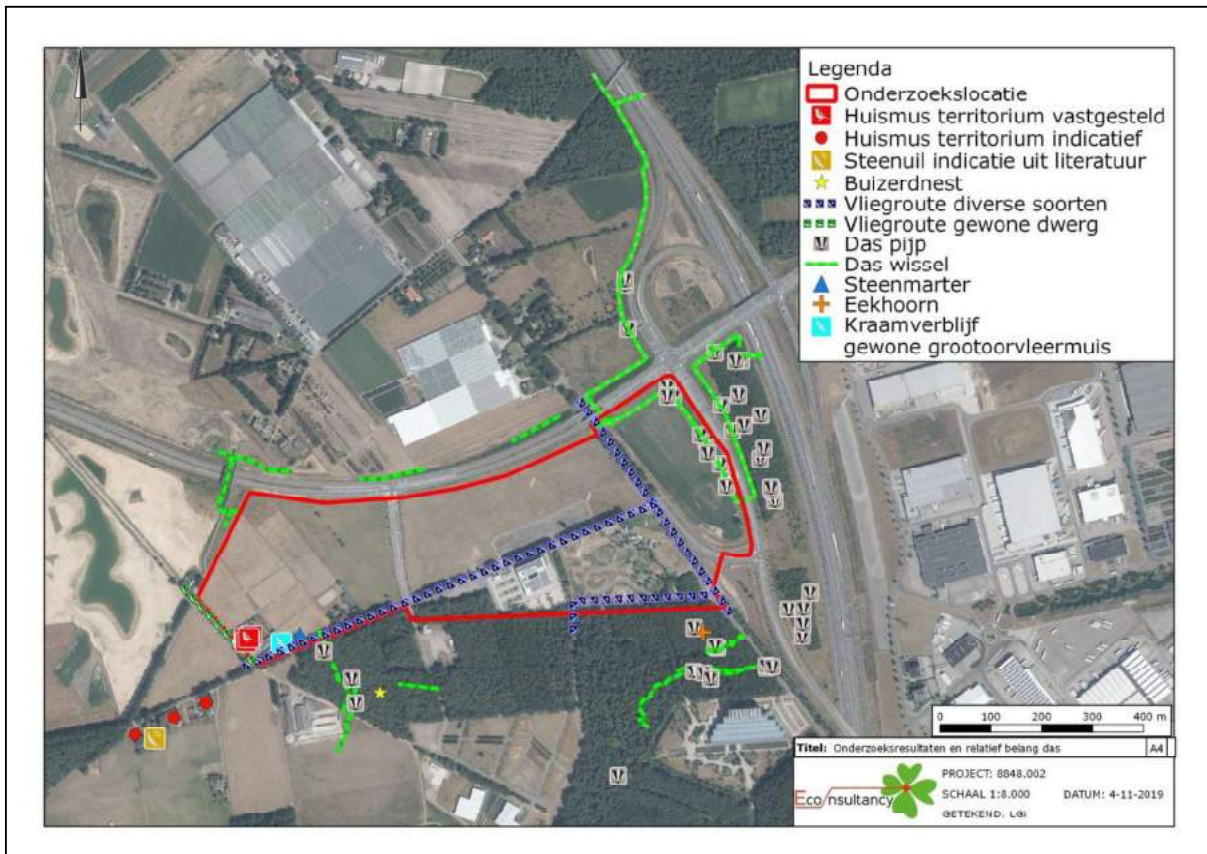 Legenda
Onderzoekslocatie
Huismus territorium vastgesteld
Huismus territorium indicatief
Steenuil indicatie uit literatuur
Buizerdnest
Vliegroute diverse soorten
Vliegroute gewone dwerg
Das pijp
Das wissel
Steenmarter
Eekhoorn
Kraamverblijf
gewone grootoorvleermuis
0 100 200 300 400 m
Titel: Onderzoeksresultaten en relatief belang das A4
Econsultancy
PROJECT: 8848.002
SCHAAL 1:8.000 DATUM: 4-11-2019
GETEKEND: LGI